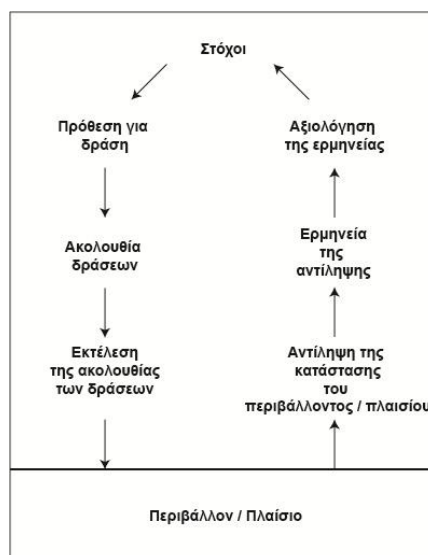 Στόχοι
Πρόθεση για
δράση
Ακολουθία
δράσεων
Εκτέλεση
της ακολουθίας
των δράσεων
Αξιολόγηση
της ερμηνείας
Ερμηνεία
της
αντίληψης
Αντίληψη της
κατάστασης
του
περιβάλλοντος / πλαισίου
Περιβάλλον / Πλαίσιο